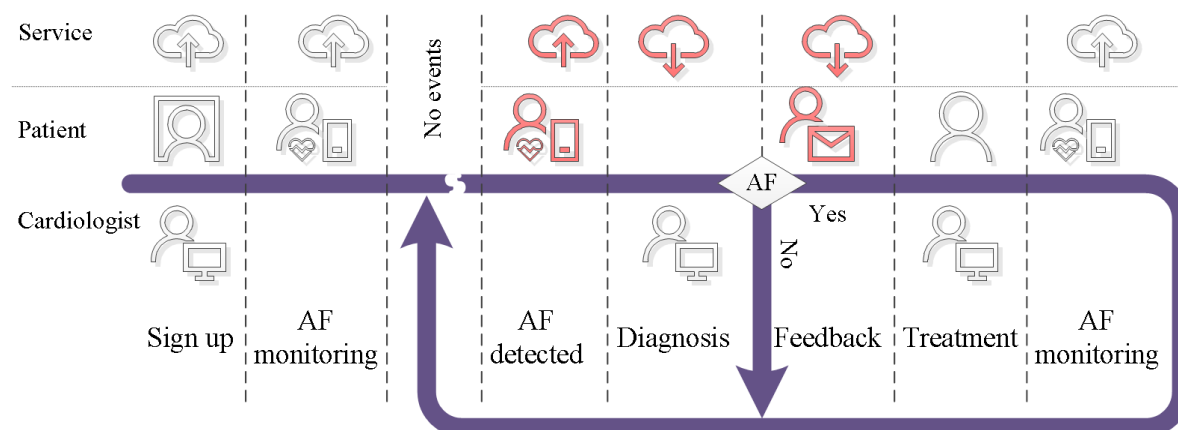 Service
Patient
Cardiologist
No events
AF
Yes
No
Sign up
AF
monitoring
AF
detected
Diagnosis
Feedback
Treatment
AF
monitoring